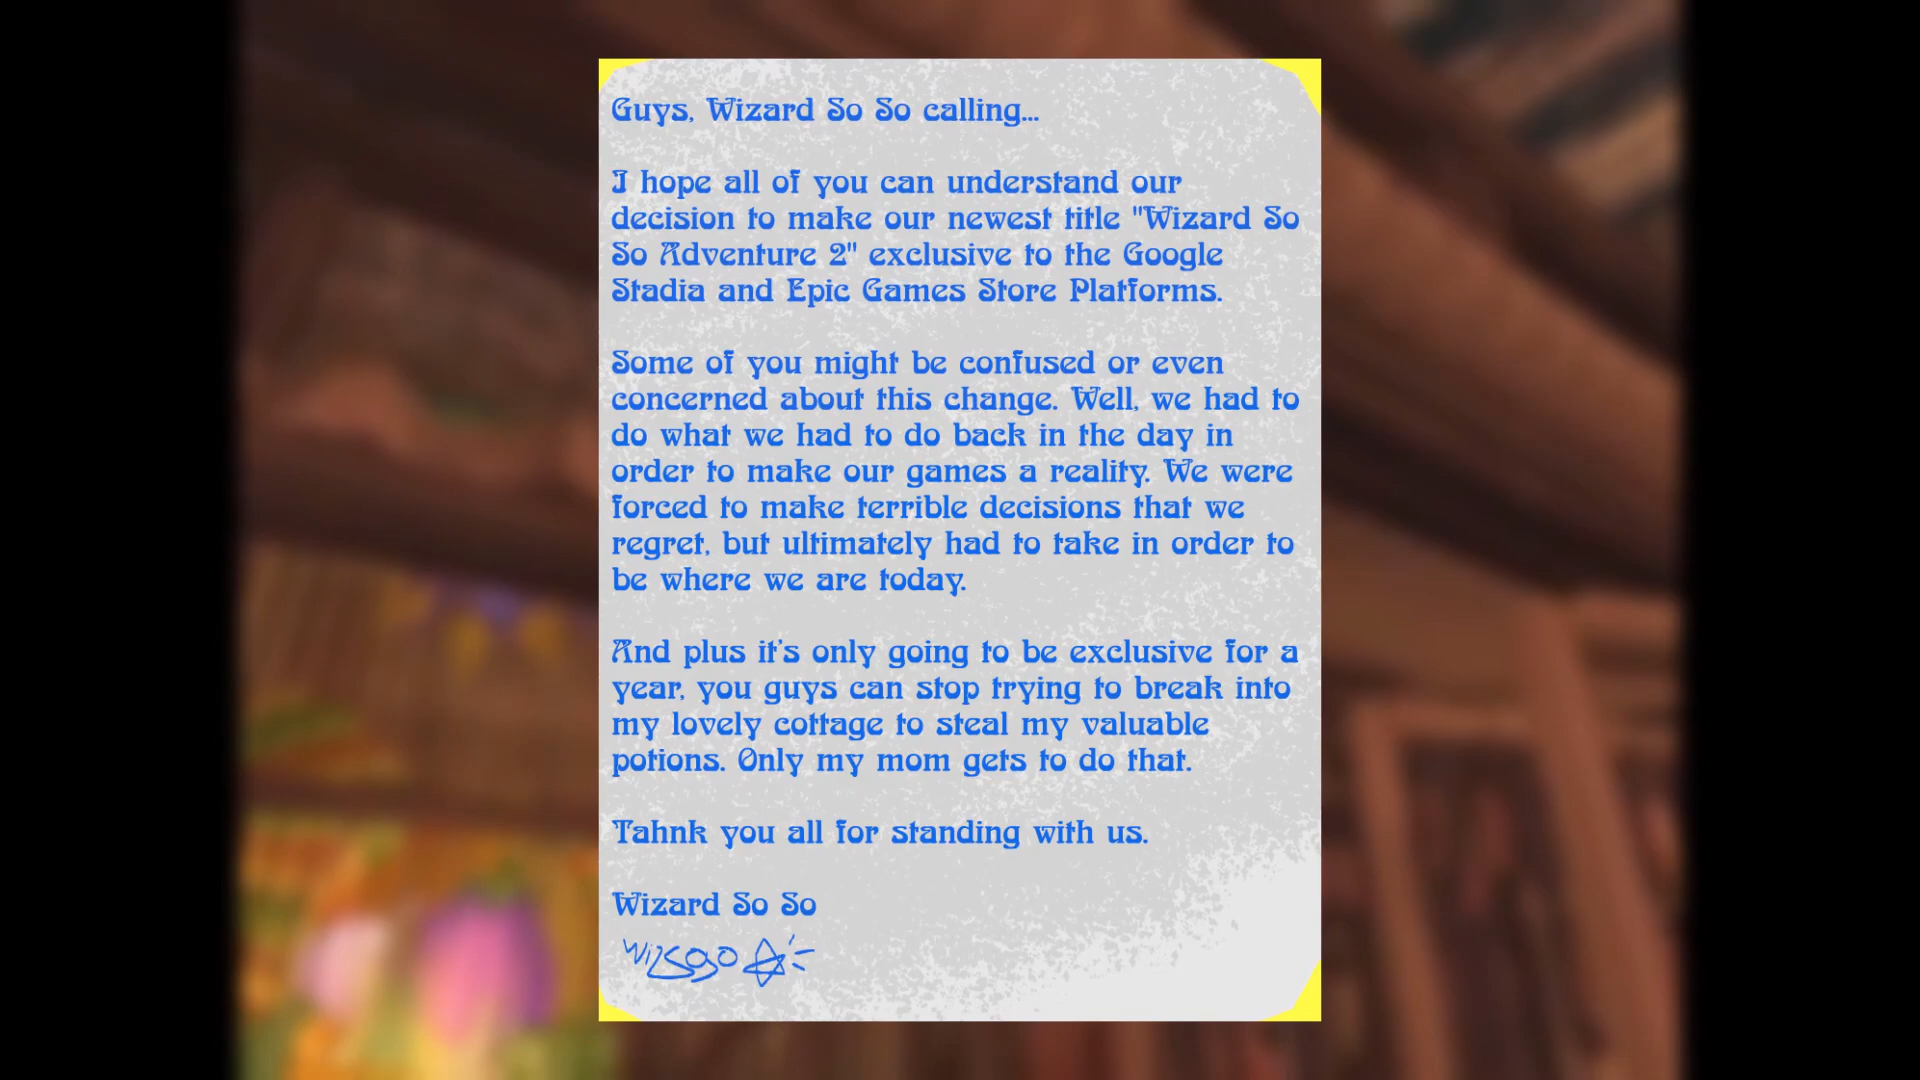 Guys, Wizard So So calling...
I hope all of you can understand our
decision to make our newest title "Wizard So
So Adventure 2" exclusive to the Google
Stadia and Epic Games Store Platforms.
Some of you might be confused or even
concerned about this change. Well, we had to
do what we had to do back in the day in
order to make our games a reality. We were
forced to make terrible decisions that we
regret, but ultimately had to take in order to
be where we are today.
And plus it's only going to be exclusive for a
year, you guys can stop trying to break into
my lovely cottage to steal my valuable
potions. Only my mom gets to do that.
Tahnk you all for standing with us.
Wizard So So